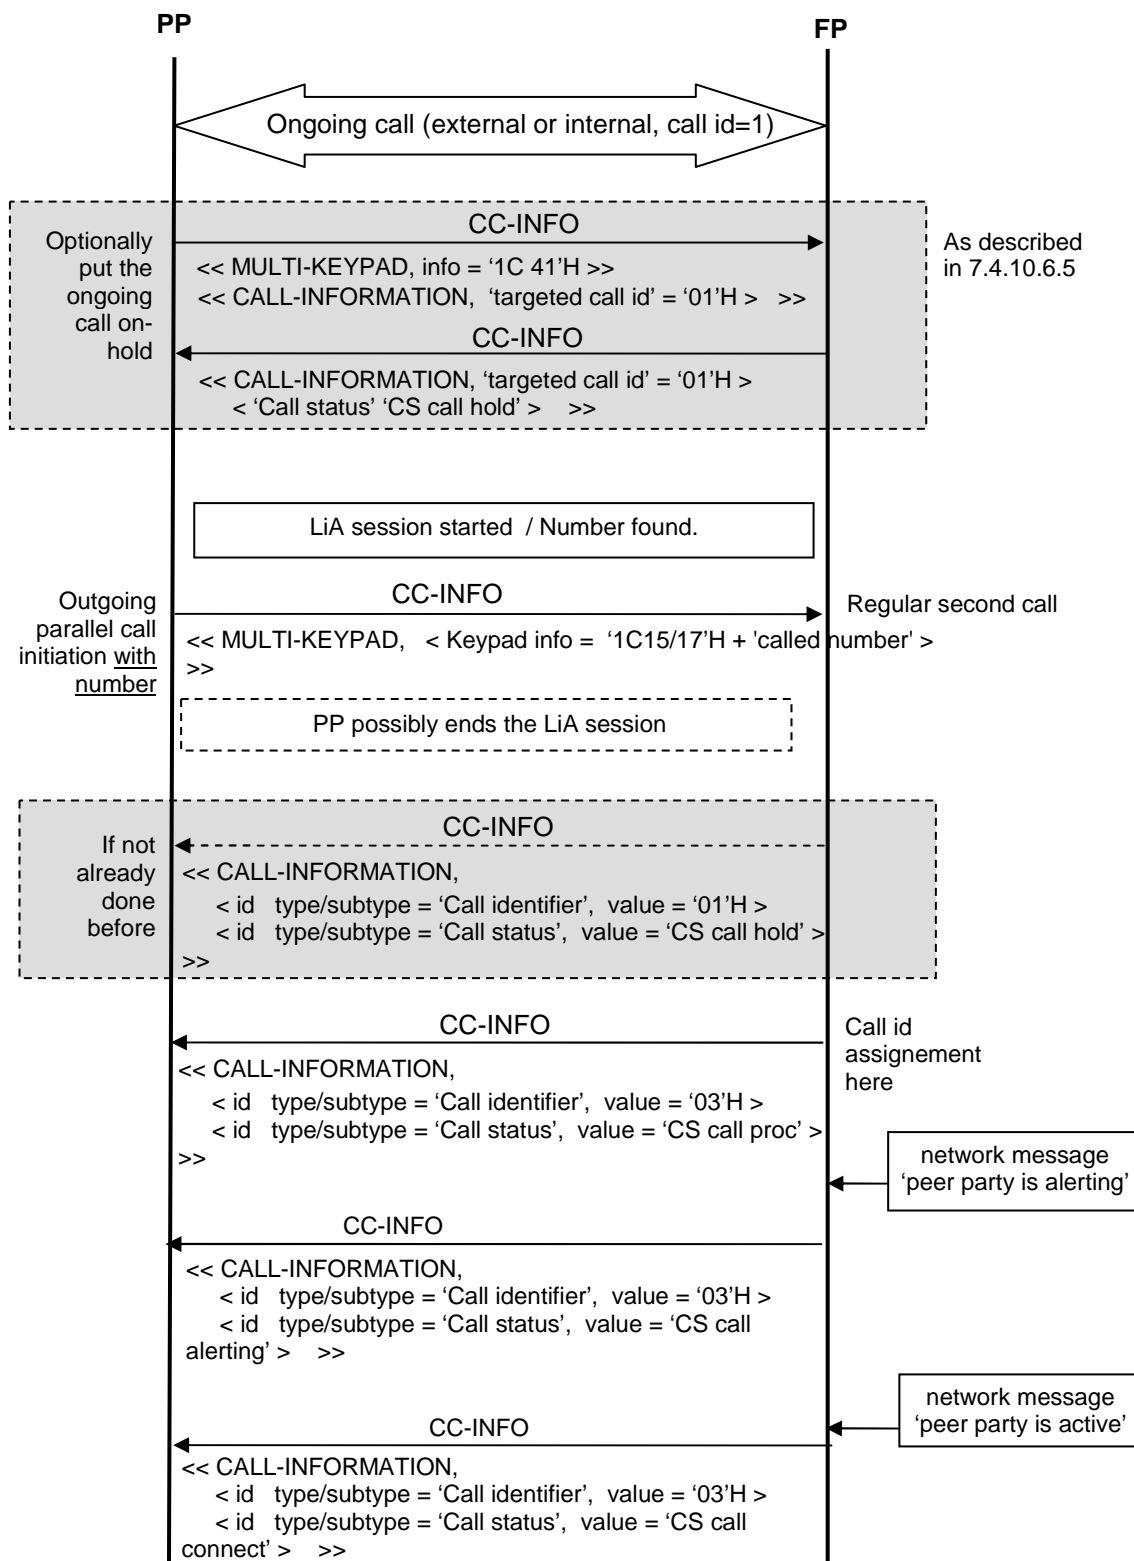 PP
FP
Ongoing call (external or internal, call id=1)
Optionally
put the
ongoing
call on-
hold
CC-INFO
<< MULTI-KEYPAD, info = ‘1C 41’H >>
<< CALL-INFORMATION, ‘targeted call id’ = ‘01’H > >>
As described
in 7.4.10.6.5
CC-INFO
<< CALL-INFORMATION, ‘targeted call id’ = ‘01’H >
< ‘Call status’ ‘CS call hold’ > >>
LiA session started / Number found.
Outgoing
parallel call
initiation with
number
CC-INFO
Regular second call
<< MULTI-KEYPAD, < Keypad info = ‘1C15/17’H + 'called number' >
>>
PP possibly ends the LiA session
If not
already
done
before
CC-INFO
<< CALL-INFORMATION,
< id type/subtype = ‘Call identifier’, value = ‘01’H >
< id type/subtype = ‘Call status’, value = ‘CS call hold’ >
>>
CC-INFO
Call id
assignement
here
<< CALL-INFORMATION,
< id type/subtype = ‘Call identifier’, value = ‘03’H >
< id type/subtype = ‘Call status’, value = ‘CS call proc’ >
>>
network message
‘peer party is alerting’
CC-INFO
<< CALL-INFORMATION,
< id type/subtype = ‘Call identifier’, value = ‘03’H >
< id type/subtype = ‘Call status’, value = ‘CS call
alerting’ > >>
network message
‘peer party is active’
CC-INFO
<< CALL-INFORMATION,
< id type/subtype = ‘Call identifier’, value = ‘03’H >
< id type/subtype = ‘Call status’, value = ‘CS call
connect’ > >>